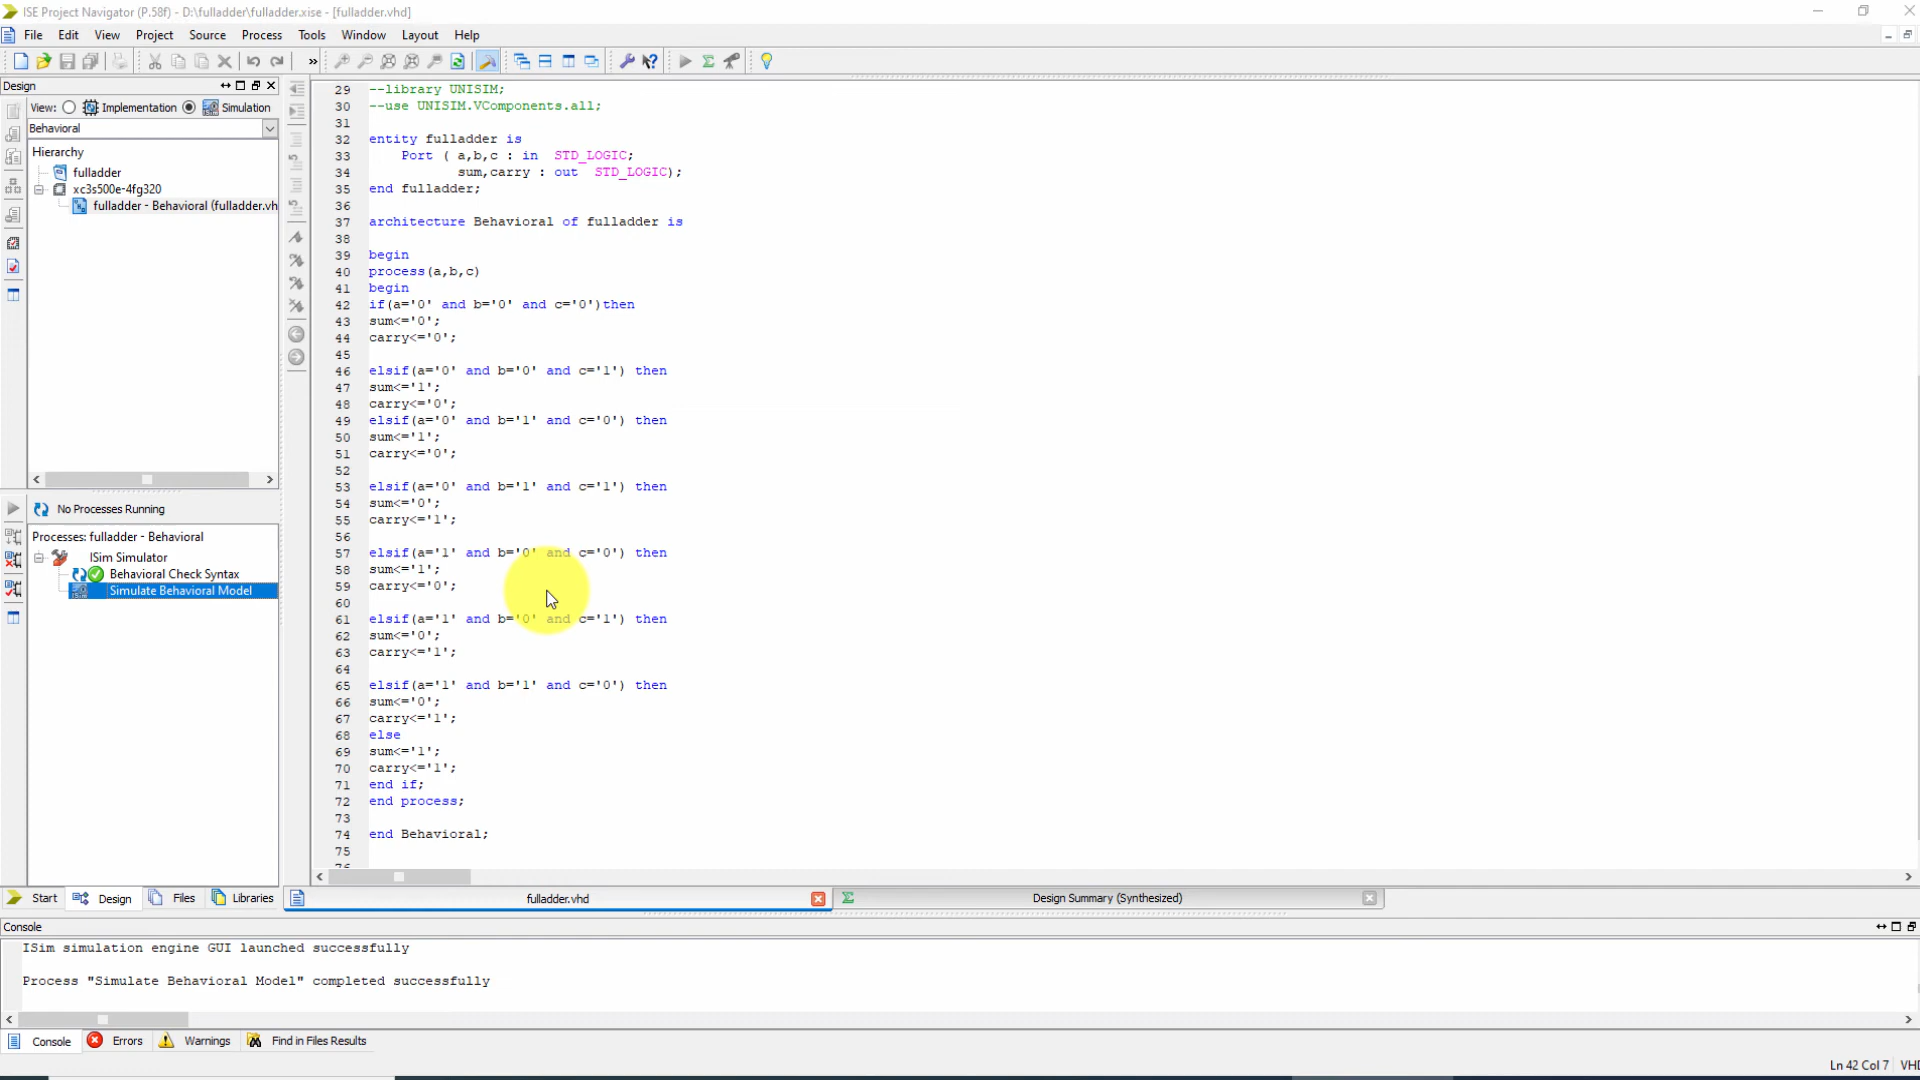 ISE Project Navigator (P.58f) - D:\fulladder\fulladder.xise - [fulladder.vhd]
File Edit View Project Source Process Tools Window Layout Help
Design
View: Implementation Simulation
Behavioral
Hierarchy
fulladder
xc3s500e-4fg320
fulladder - Behavioral (fulladder.vh
No Processes Running
Processes: fulladder - Behavioral
ISim Simulator
Behavioral Check Syntax
Simulate Behavioral Model
29 --library UNISIM;
30 --use UNISIM.VComponents.all;
31
32 entity fulladder is
33 Port ( a,b,c : in STD_LOGIC;
34 sum,carry : out STD_LOGIC);
35 end fulladder;
36
37 architecture Behavioral of fulladder is
38
39 begin
40 process(a,b,c)
41 begin
42 if(a='0' and b='0' and c='0')then
43 sum<='0';
44 carry<='0';
45
46 elsif(a='0' and b='0' and c='1') then
47 sum<='1';
48 carry<='0';
49 elsif(a='0' and b='1' and c='0') then
50 sum<='1';
51 carry<='0';
52
53 elsif(a='0' and b='1' and c='1') then
54 sum<='0';
55 carry<='1';
56
57 elsif(a='1' and b='0' and c='0') then
58 sum<='1';
59 carry<='0';
60
61 elsif(a='1' and b='0' and c='1') then
62 sum<='0';
63 carry<='1';
64
65 elsif(a='1' and b='1' and c='0') then
66 sum<='0';
67 carry<='1';
68 else
69 sum<='1';
70 carry<='1';
71 end if;
72 end process;
73
74 end Behavioral;
75
Start Design Files Libraries
fulladder.vhd Design Summary (Synthesized)
Console
ISim simulation engine GUI launched successfully
Process "Simulate Behavioral Model" completed successfully
Console Errors Warnings Find in Files Results
Ln 42 Col 7 VHD